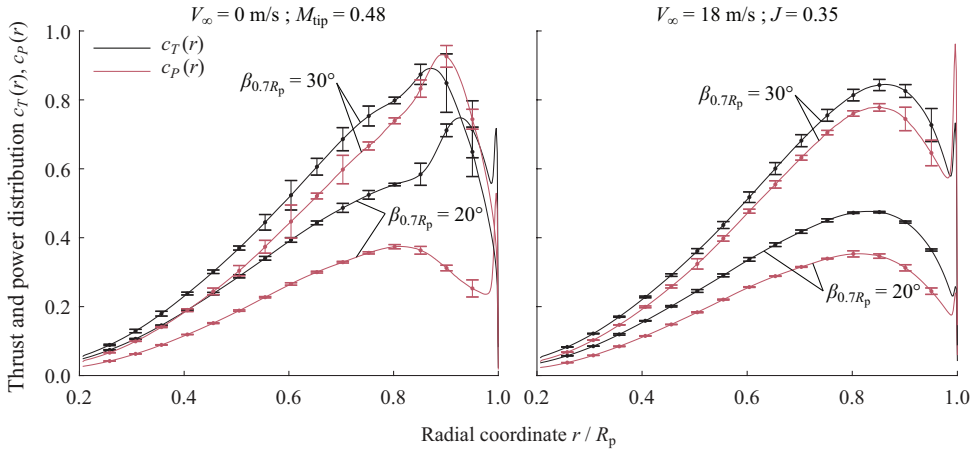 V∞ = 0 m/s ; Mtip = 0.48
V∞ = 18 m/s ; J = 0.35
Thrust and power distribution cT(r), cP(r)
1.0
0.8
0.6
0.4
0.2
0.0
cT(r)
cP(r)
β0.7Rp = 30°
β0.7Rp = 20°
β0.7Rp = 30°
β0.7Rp = 20°
0.2 0.4 0.6 0.8 1.0
0.2 0.4 0.6 0.8 1.0
Radial coordinate r / Rp